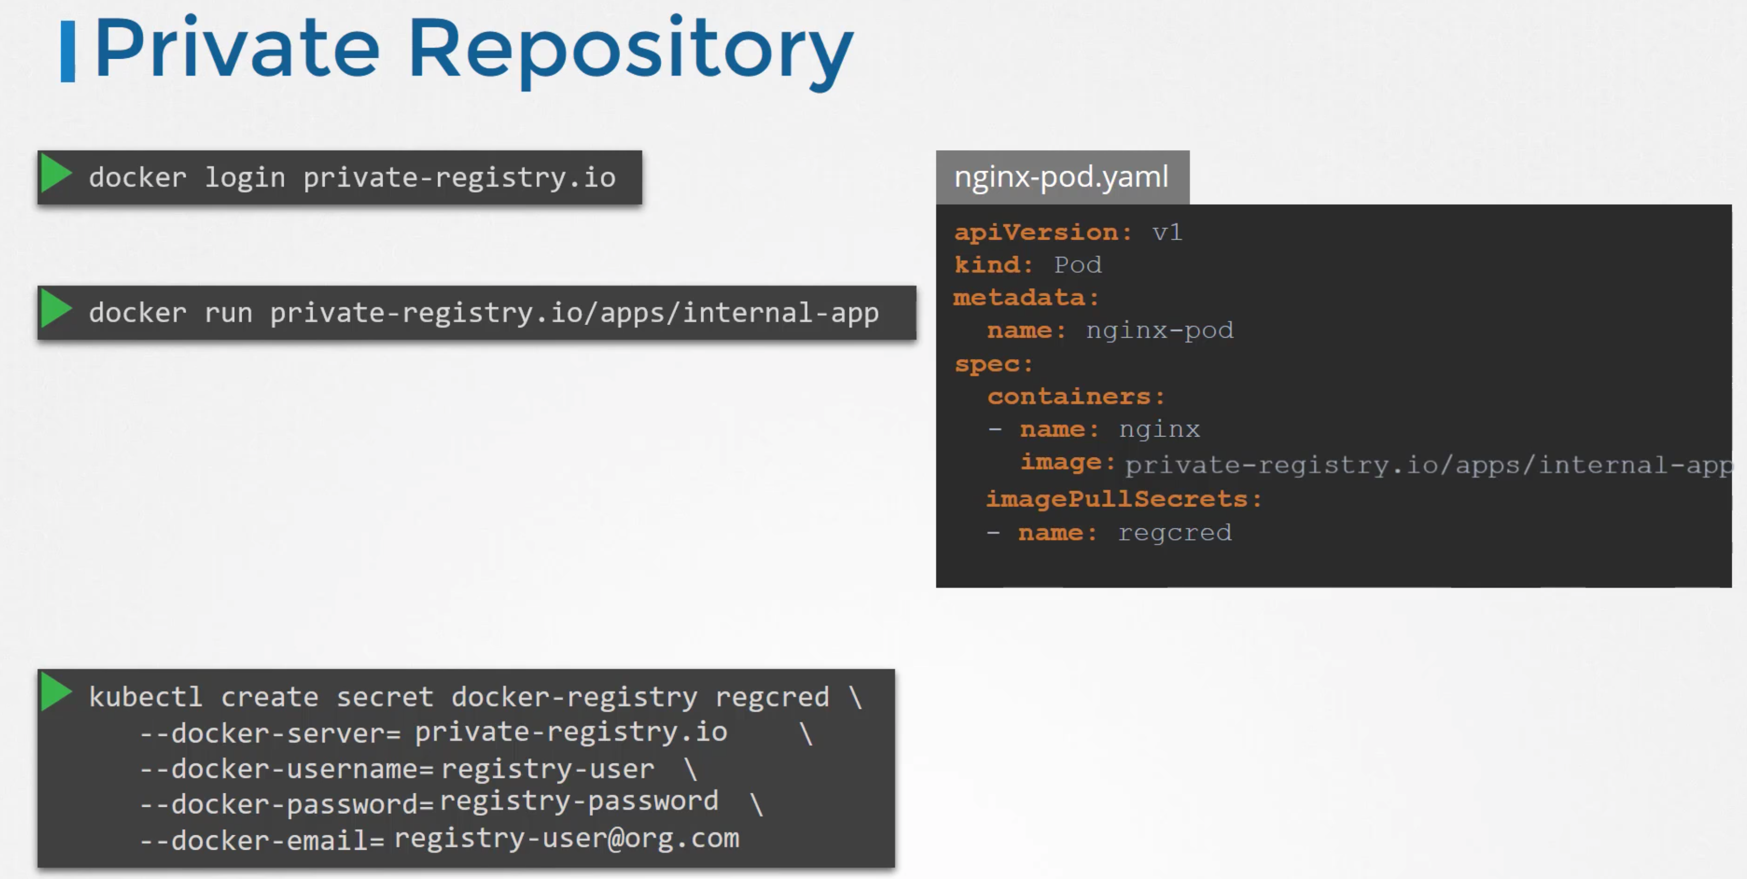 Private Repository
docker login private-registry.io
docker run private-registry.io/apps/internal-app
nginx-pod.yaml
apiVersion: v1
kind: Pod
metadata:
  name: nginx-pod
spec:
  containers:
  - name: nginx
    image: private-registry.io/apps/internal-app
  imagePullSecrets:
  - name: regcred
kubectl create secret docker-registry regcred \
   --docker-server= private-registry.io \
   --docker-username= registry-user \
   --docker-password= registry-password \
   --docker-email= registry-user@org.com